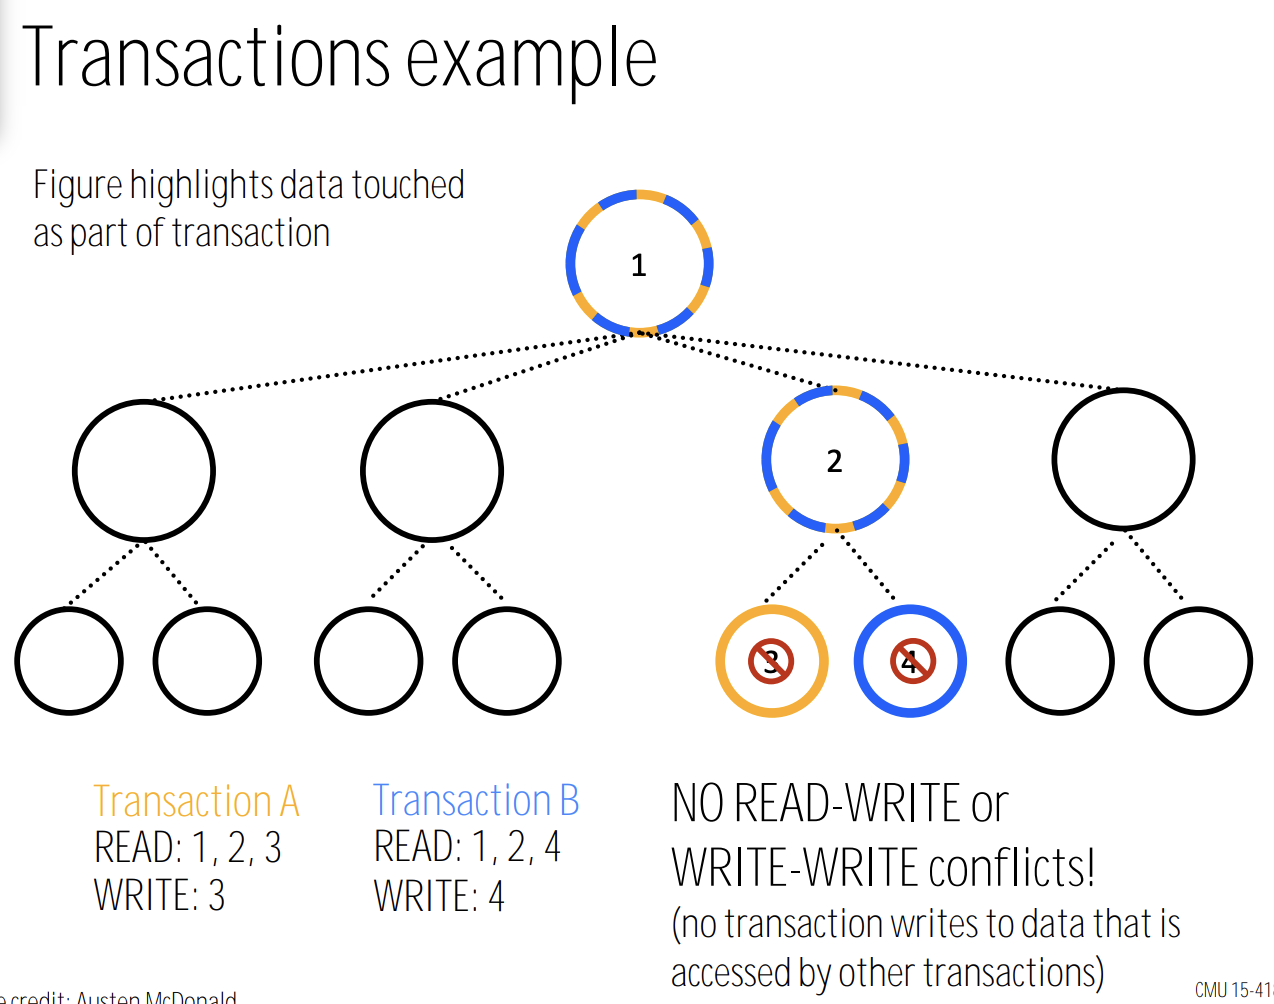 Transactions example
Figure highlights data touched
as part of transaction
1
2
3
4
Transaction A
READ: 1, 2, 3
WRITE: 3
Transaction B
READ: 1, 2, 4
WRITE: 4
NO READ-WRITE or
WRITE-WRITE conflicts!
(no transaction writes to data that is
accessed by other transactions)
credit: Austen McDonald
CMU 15-41